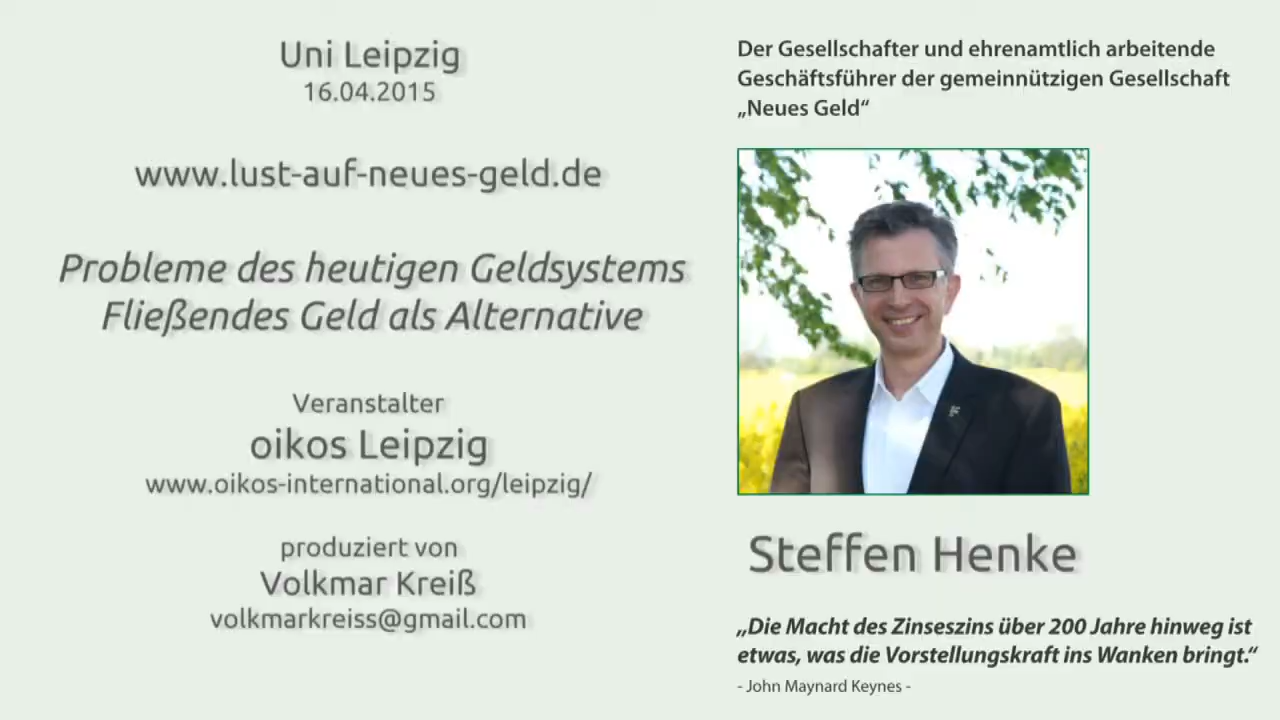 Uni Leipzig
16.04.2015
www.lust-auf-neues-geld.de
Probleme des heutigen Geldsystems
Fließendes Geld als Alternative
Veranstalter
oikos Leipzig
www.oikos-international.org/leipzig/
produziert von
Volkmar Kreiß
volkmarkreiss@gmail.com
Der Gesellschafter und ehrenamtlich arbeitende
Geschäftsführer der gemeinnützigen Gesellschaft
„Neues Geld“
Steffen Henke
„Die Macht des Zinseszins über 200 Jahre hinweg ist
etwas, was die Vorstellungskraft ins Wanken bringt.“
- John Maynard Keynes -